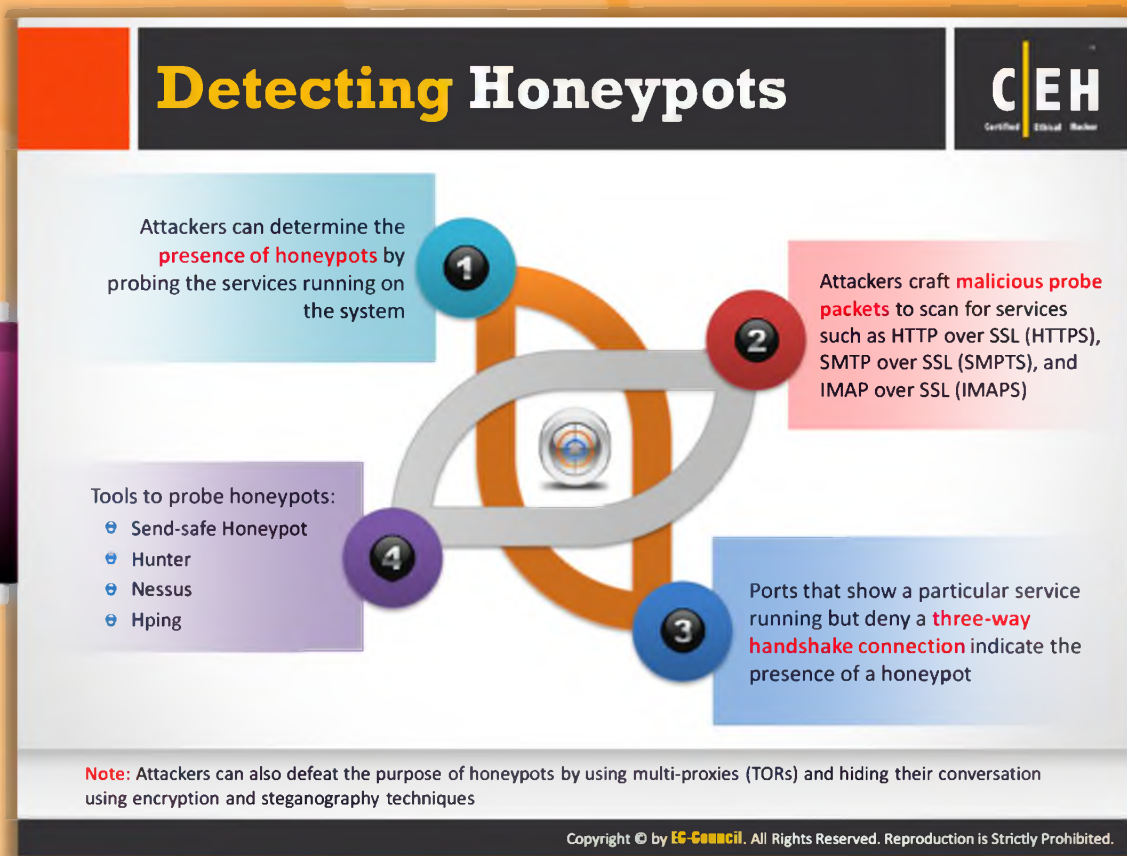 Detecting Honeypots
C EH
Certified Ethical Hacker
Attackers can determine the
presence of honeypots by
probing the services running on
the system
1
2
Attackers craft malicious probe
packets to scan for services
such as HTTP over SSL (HTTPS),
SMTP over SSL (SMPTS), and
IMAP over SSL (IMAPS)
Tools to probe honeypots:
Send-safe Honeypot
Hunter
Nessus
Hping
4
3
Ports that show a particular service
running but deny a three-way
handshake connection indicate the
presence of a honeypot
Note: Attackers can also defeat the purpose of honeypots by using multi-proxies (TORs) and hiding their conversation
using encryption and steganography techniques
Copyright © by EC-Council. All Rights Reserved. Reproduction is Strictly Prohibited.